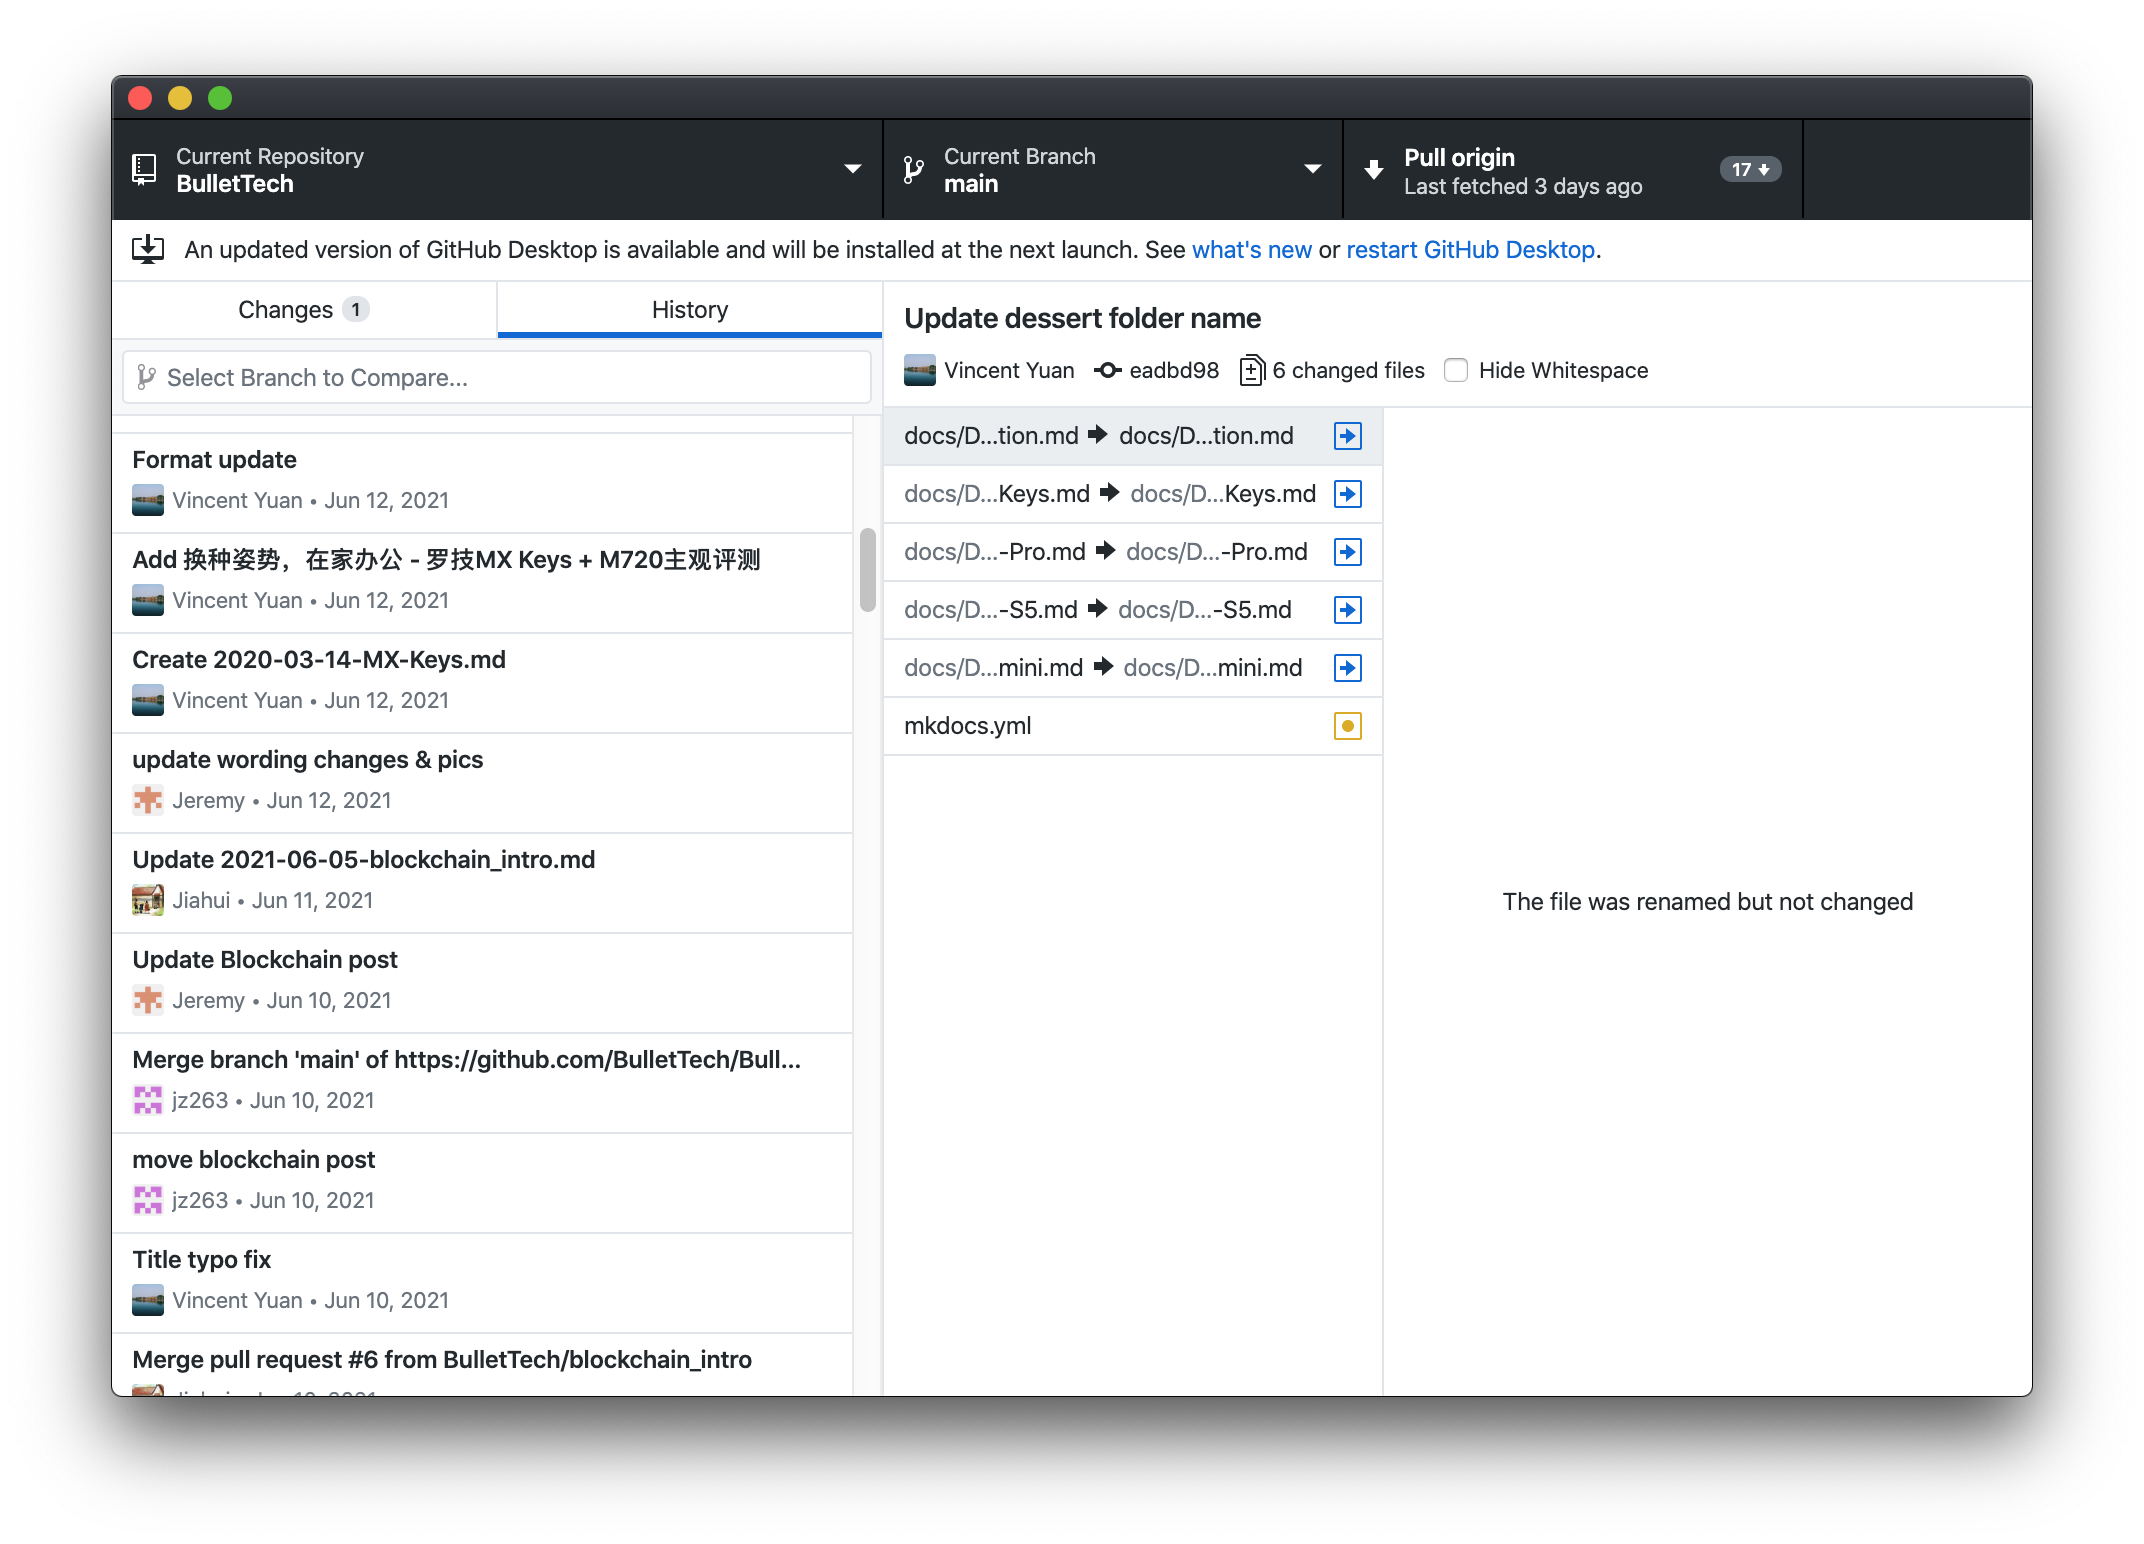 Current Repository
BulletTech
Current Branch
main
Pull origin
Last fetched 3 days ago
17
An updated version of GitHub Desktop is available and will be installed at the next launch. See what's new or restart GitHub Desktop.
Changes 1
History
Select Branch to Compare...
Format update
Vincent Yuan • Jun 12, 2021
Add 换种姿势，在家办公 - 罗技MX Keys + M720主观评测
Vincent Yuan • Jun 12, 2021
Create 2020-03-14-MX-Keys.md
Vincent Yuan • Jun 12, 2021
update wording changes & pics
Jeremy • Jun 12, 2021
Update 2021-06-05-blockchain_intro.md
Jiahui • Jun 11, 2021
Update Blockchain post
Jeremy • Jun 10, 2021
Merge branch 'main' of https://github.com/BulletTech/Bull...
jz263 • Jun 10, 2021
move blockchain post
jz263 • Jun 10, 2021
Title typo fix
Vincent Yuan • Jun 10, 2021
Merge pull request #6 from BulletTech/blockchain_intro
Update dessert folder name
Vincent Yuan eadbd98 6 changed files Hide Whitespace
docs/D...tion.md docs/D...tion.md
docs/D...Keys.md docs/D...Keys.md
docs/D...-Pro.md docs/D...-Pro.md
docs/D...-S5.md docs/D...-S5.md
docs/D...mini.md docs/D...mini.md
mkdocs.yml
The file was renamed but not changed